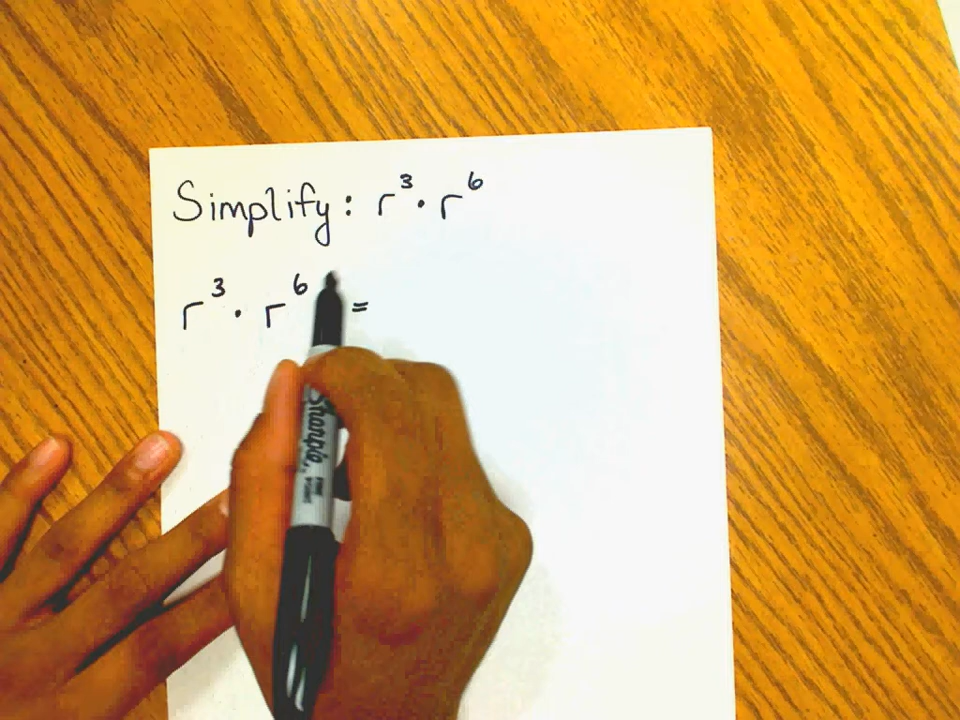 Simplify: r³ · r⁶
r³ · r⁶ =
Sharpie.